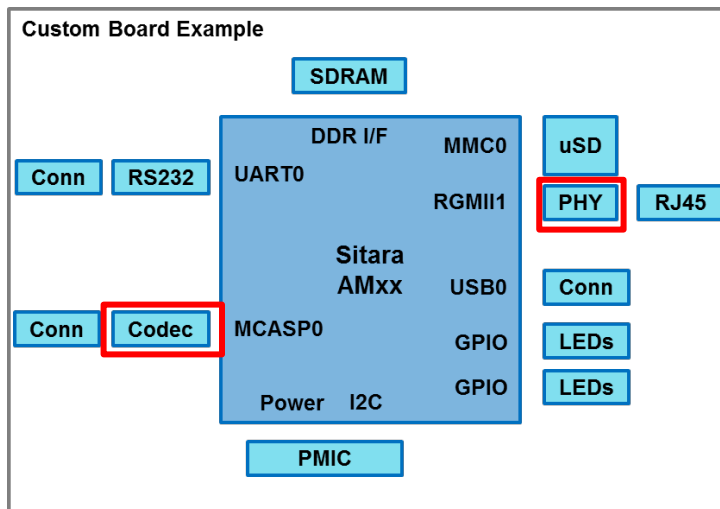 Custom Board Example
SDRAM
DDR I/F
MMC0
uSD
Conn
RS232
UART0
RGMII1
PHY
RJ45
Sitara
AMxx
USB0
Conn
Conn
Codec
MCASP0
GPIO
LEDs
GPIO
LEDs
Power
I2C
PMIC